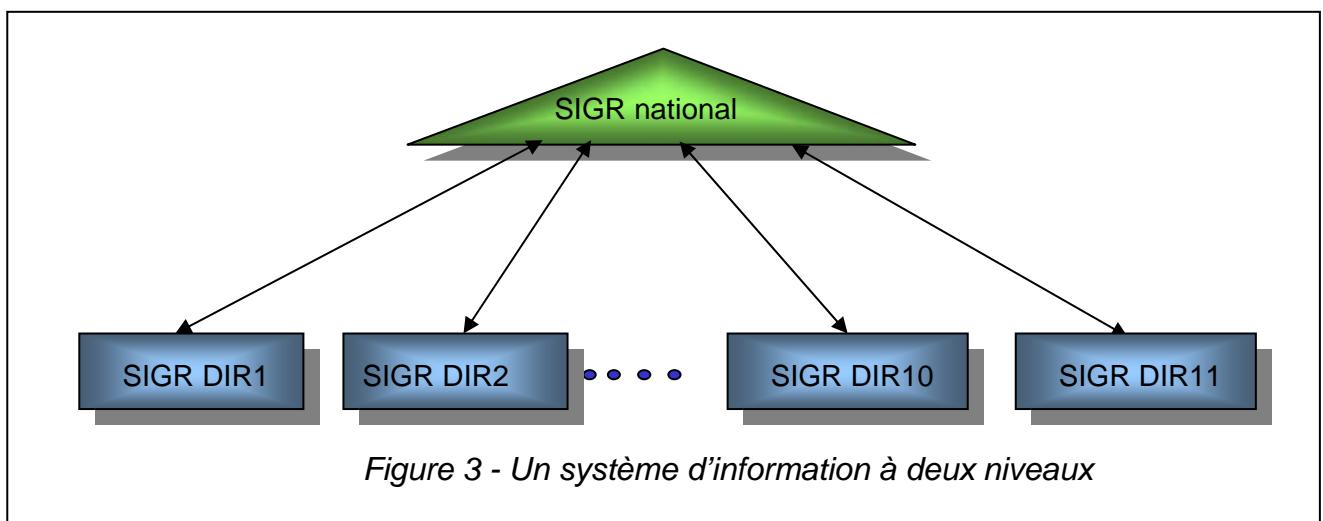 SIGR national
SIGR DIR1
SIGR DIR2
SIGR DIR10
SIGR DIR11
Figure 3 - Un système d'information à deux niveaux